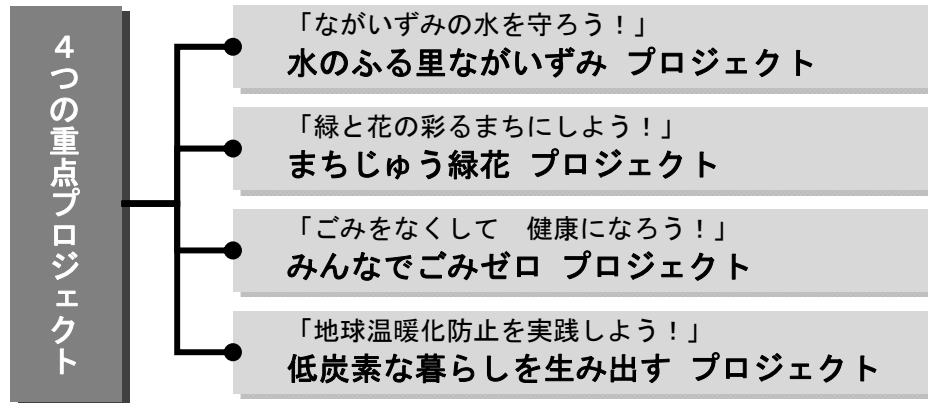 4つの重点プロジェクト
「ながいずみの水を守ろう！」
水のふる里ながいずみ プロジェクト
「緑と花の彩るまちにしよう！」
まちじゅう緑花 プロジェクト
「ごみをなくして　健康になろう！」
みんなでごみゼロ プロジェクト
「地球温暖化防止を実践しよう！」
低炭素な暮らしを生み出す プロジェクト